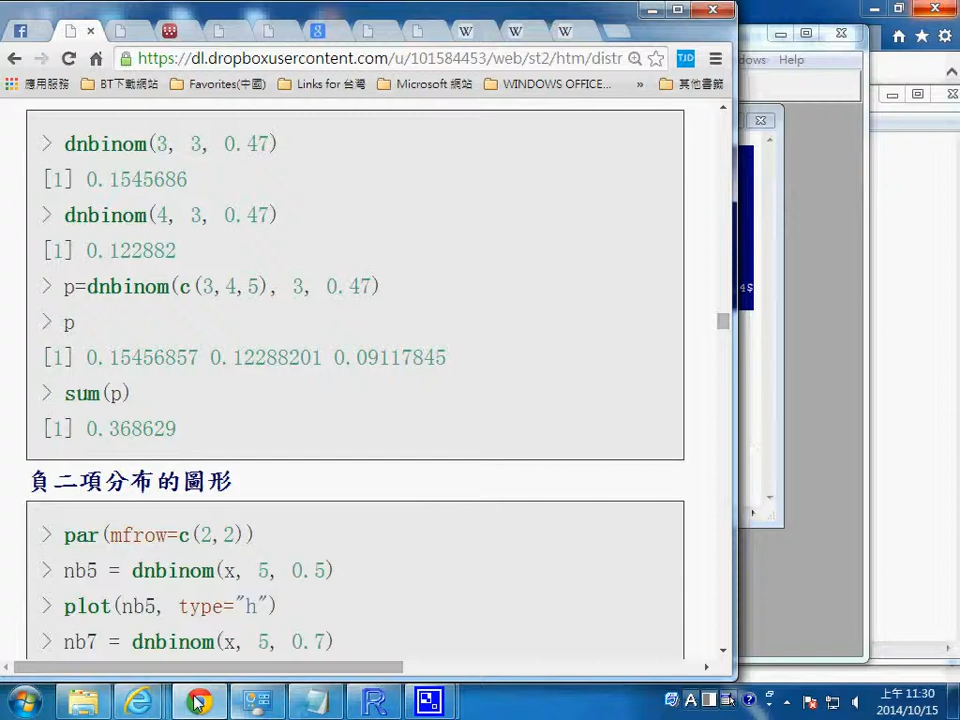 https://dl.dropboxusercontent.com/u/101584453/web/st2/htm/distr
TJD
應用服務
BT下載網站
Favorites(中國)
Links for 台灣
Microsoft 網站
WINDOWS OFFICE...
»
其他書籤
dows Help
> dnbinom(3, 3, 0.47)
[1] 0.1545686
> dnbinom(4, 3, 0.47)
[1] 0.122882
> p=dnbinom(c(3,4,5), 3, 0.47)
> p
[1] 0.15456857 0.12288201 0.09117845
> sum(p)
[1] 0.368629
負二項分布的圖形
> par(mfrow=c(2,2))
> nb5 = dnbinom(x, 5, 0.5)
> plot(nb5, type="h")
> nb7 = dnbinom(x, 5, 0.7)
4$
上午 11:30
2014/10/15